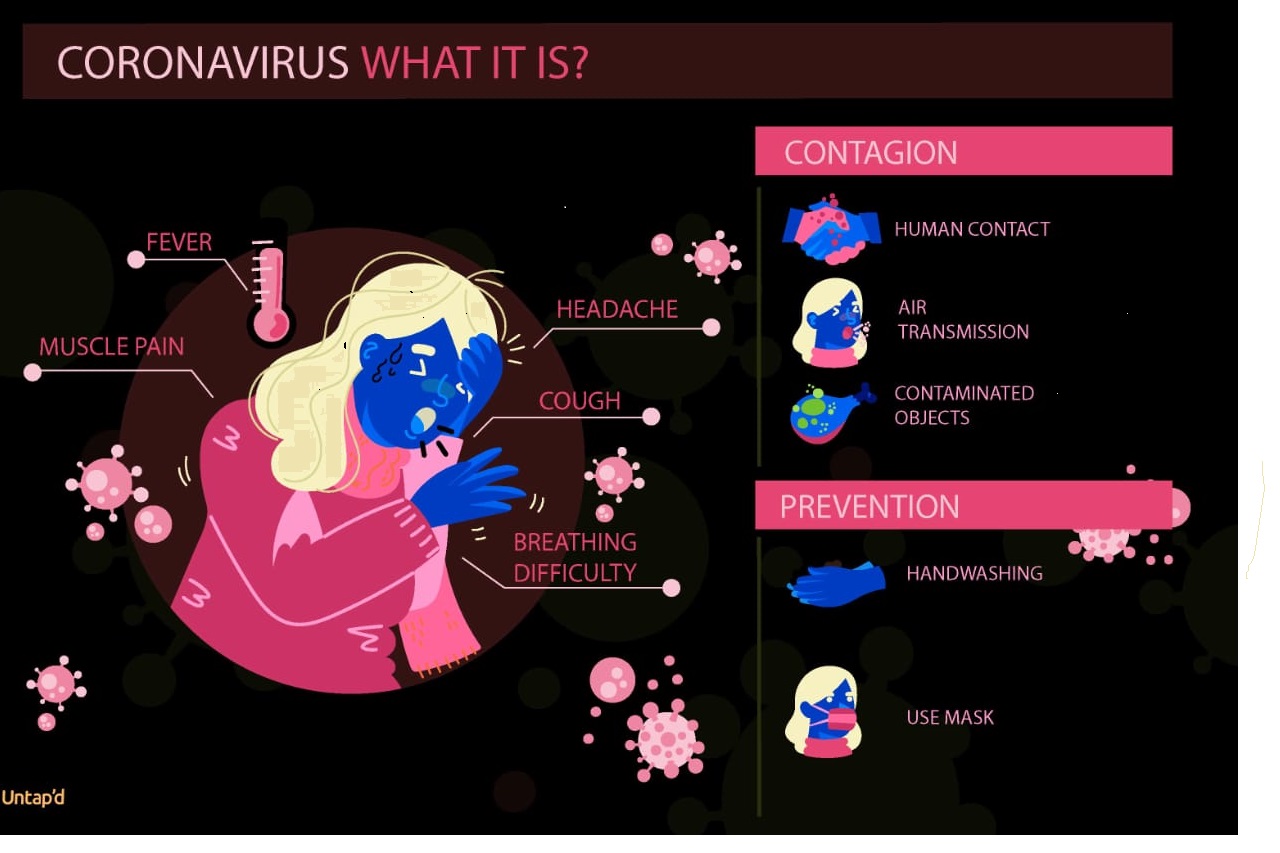 CORONAVIRUS WHAT IT IS?
CONTAGION
HUMAN CONTACT
AIR
TRANSMISSION
CONTAMINATED
OBJECTS
FEVER
MUSCLE PAIN
HEADACHE
COUGH
BREATHING
DIFFICULTY
PREVENTION
HANDWASHING
USE MASK
Untap'd